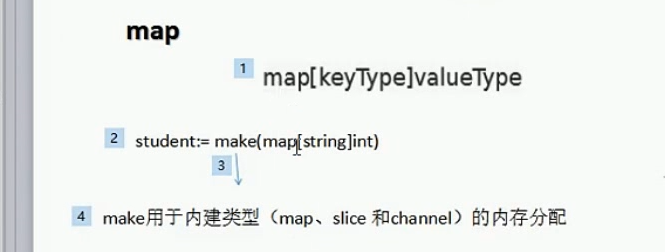 map
1 map[keyType]valueType
2 student:= make(map[string]int)
3
4 make用于内建类型（map、slice 和channel）的内存分配